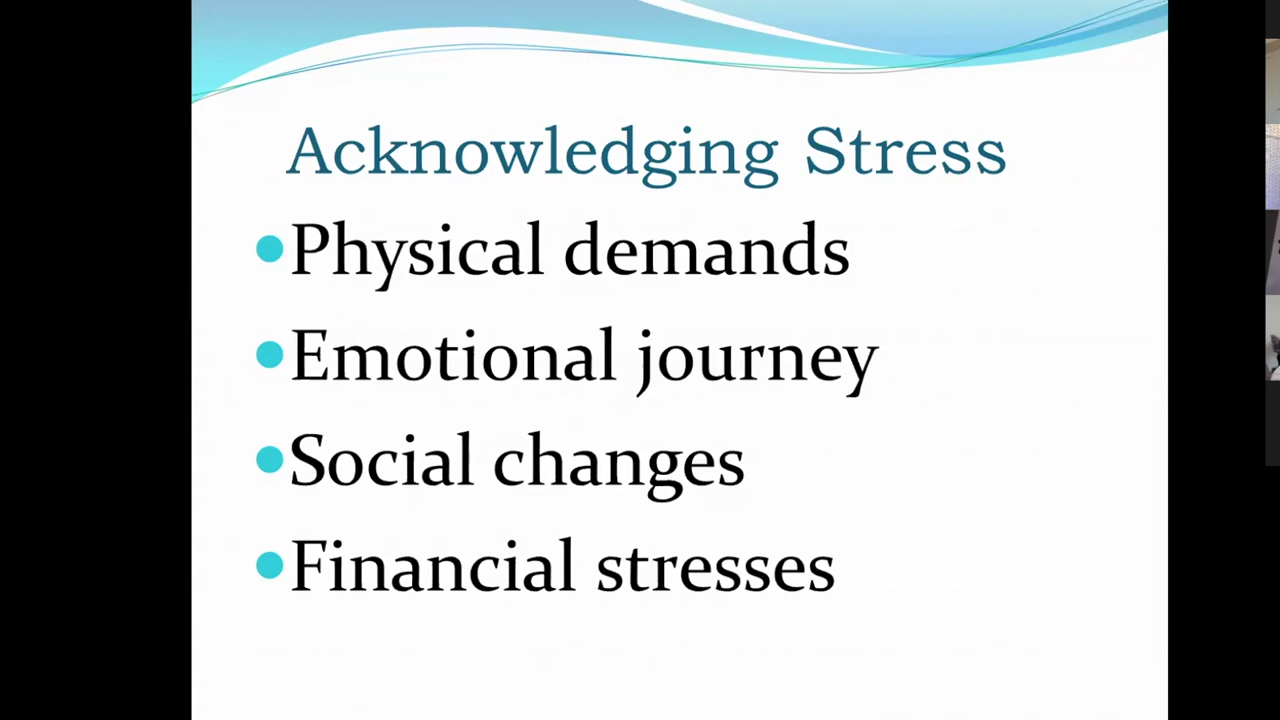 Acknowledging Stress
•Physical demands
•Emotional journey
•Social changes
•Financial stresses